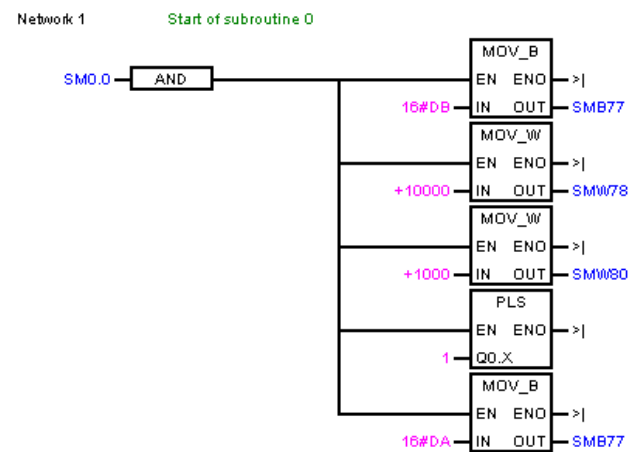 Network 1 Start of subroutine 0
MOV_B
SM0.0 AND EN ENO >|
16#DB IN OUT SMB77
MOV_W
EN ENO >|
+10000 IN OUT SMW78
MOV_W
EN ENO >|
+1000 IN OUT SMW80
PLS
EN ENO >|
1 Q0.X
MOV_B
EN ENO >|
16#DA IN OUT SMB77